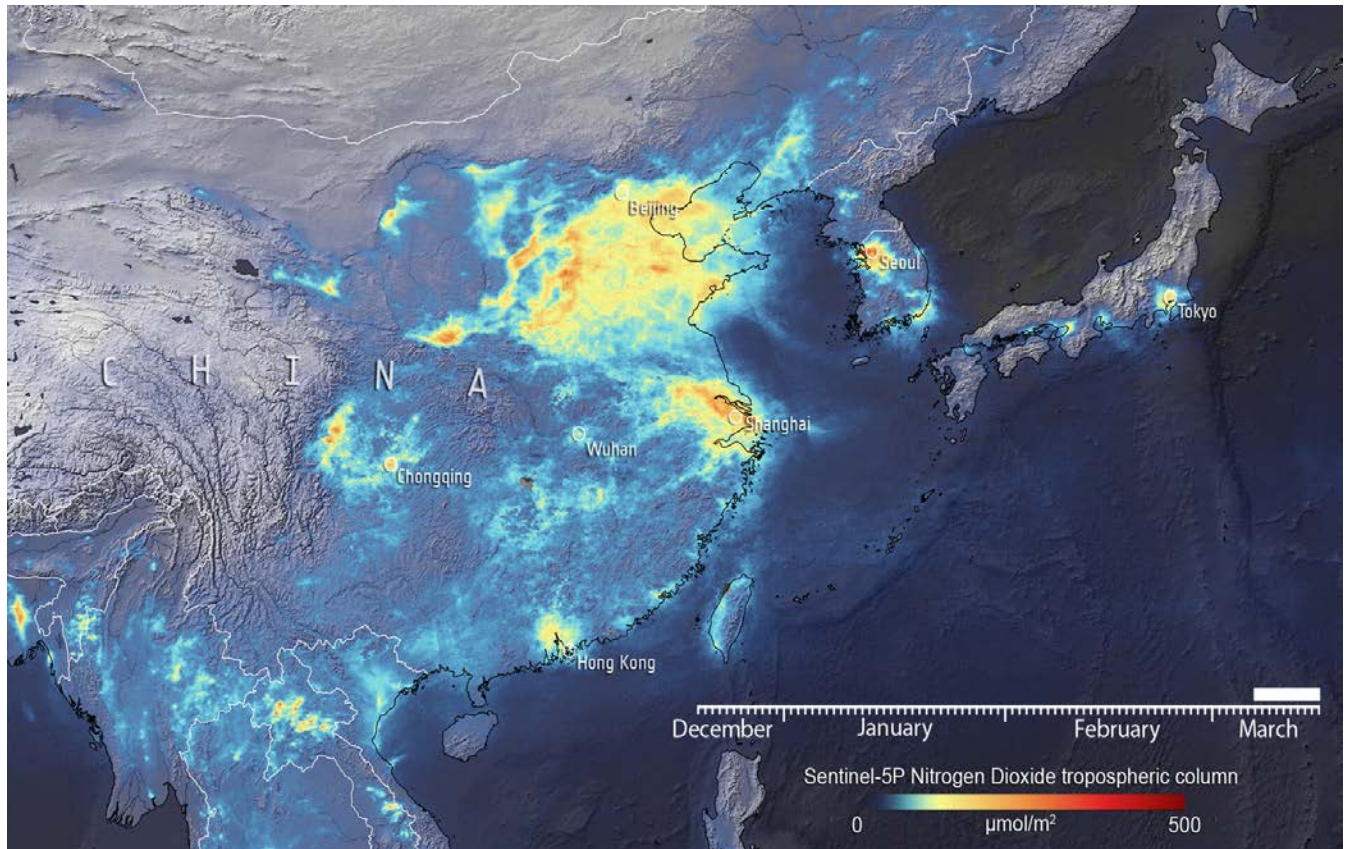 Beijing
Seoul
Tokyo
CHINA
Shanghai
Wuhan
Chongqing
Hong Kong
December January February March
Sentinel-5P Nitrogen Dioxide tropospheric column
0 µmol/m² 500